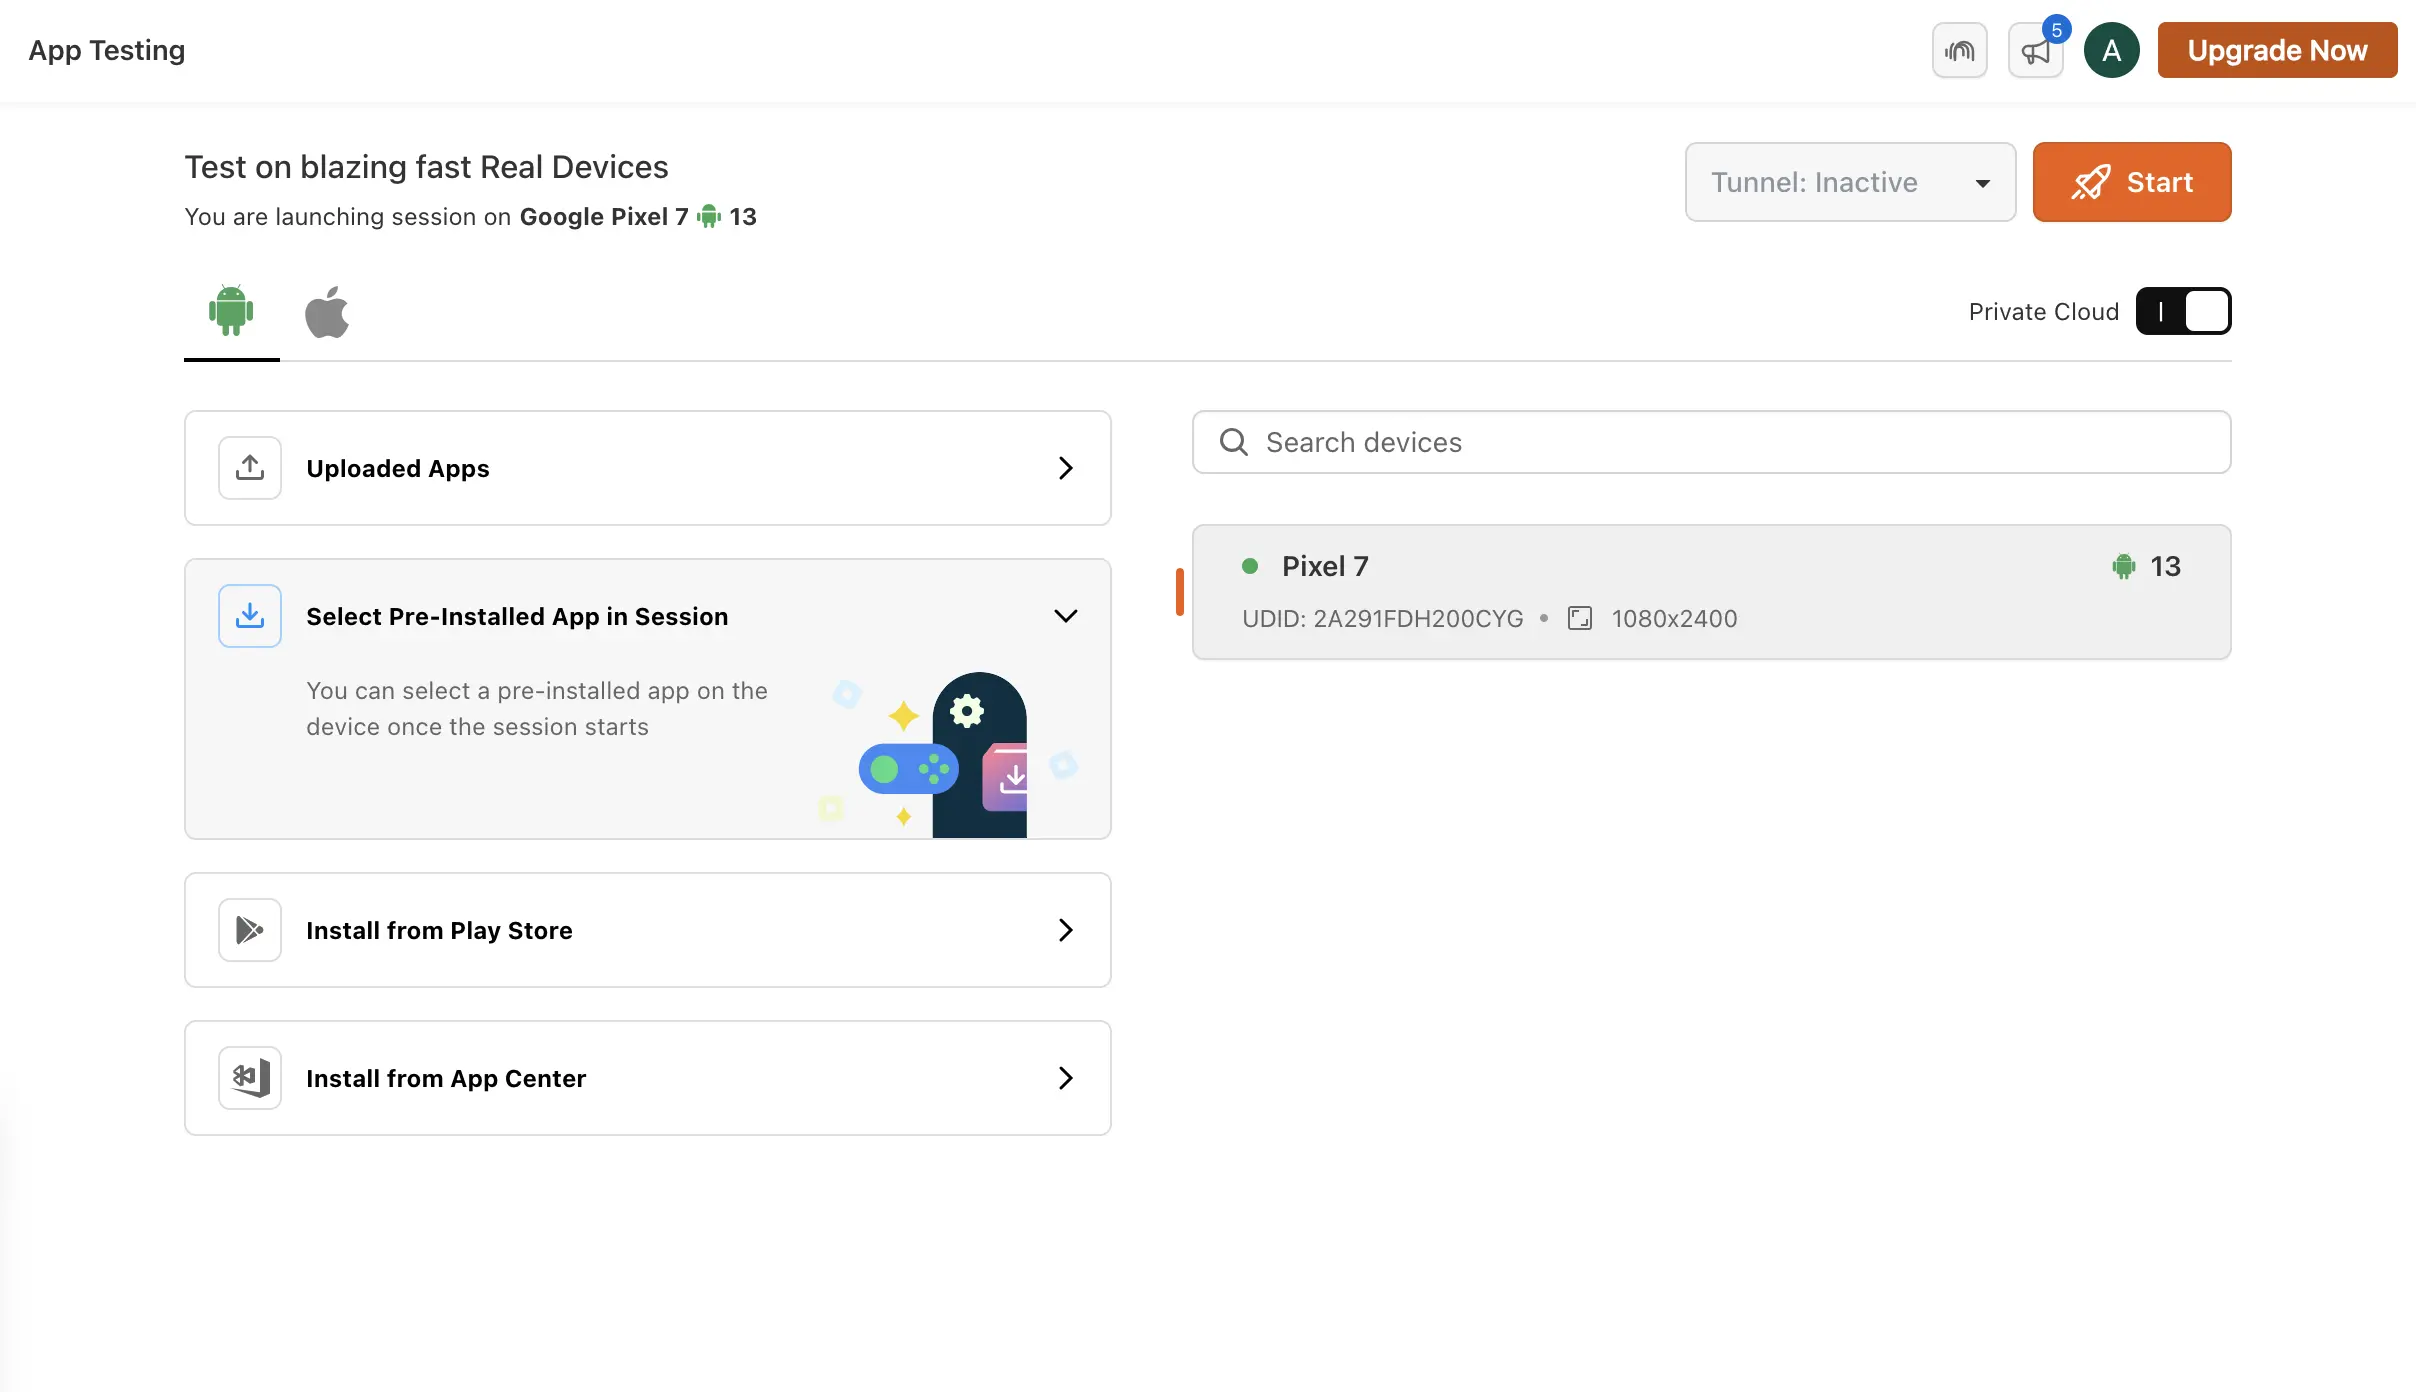 App Testing
5
A
Upgrade Now
Test on blazing fast Real Devices
You are launching session on Google Pixel 7 13
Tunnel: Inactive
Start
Private Cloud
Uploaded Apps
Search devices
Select Pre-Installed App in Session
You can select a pre-installed app on the
device once the session starts
Pixel 7
13
UDID: 2A291FDH200CYG • 1080x2400
Install from Play Store
Install from App Center